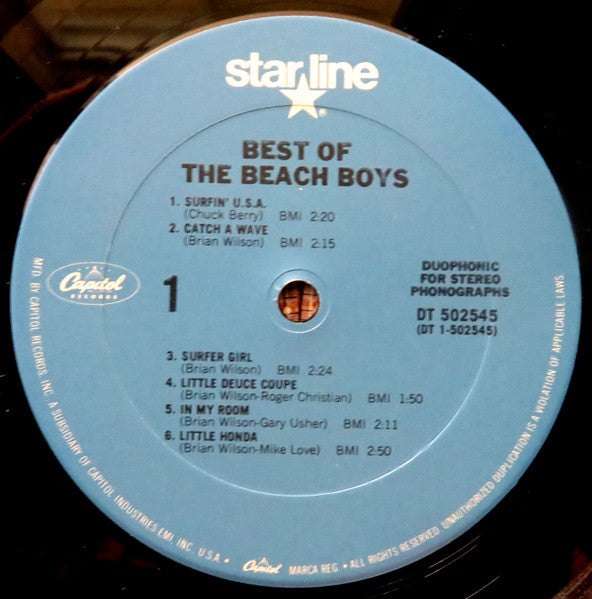 starline
®
BEST OF
THE BEACH BOYS
1. SURFIN' U.S.A.
(Chuck Berry) BMI 2:20
2. CATCH A WAVE
(Brian Wilson) BMI 2:15
Capitol
RECORDS
1
DUOPHONIC
FOR STEREO
PHONOGRAPHS
DT 502545
(DT 1-502545)
3. SURFER GIRL
(Brian Wilson) BMI 2:24
4. LITTLE DEUCE COUPE
(Brian Wilson-Roger Christian) BMI 1:50
5. IN MY ROOM
(Brian Wilson-Gary Usher) BMI 2:11
6. LITTLE HONDA
(Brian Wilson-Mike Love) BMI 2:50
MFD. BY CAPITOL RECORDS, INC. A SUBSIDIARY OF CAPITOL INDUSTRIES-EMI, INC. U.S.A. • Capitol MARCA REG. • ALL RIGHTS RESERVED. UNAUTHORIZED DUPLICATION IS A VIOLATION OF APPLICABLE LAWS